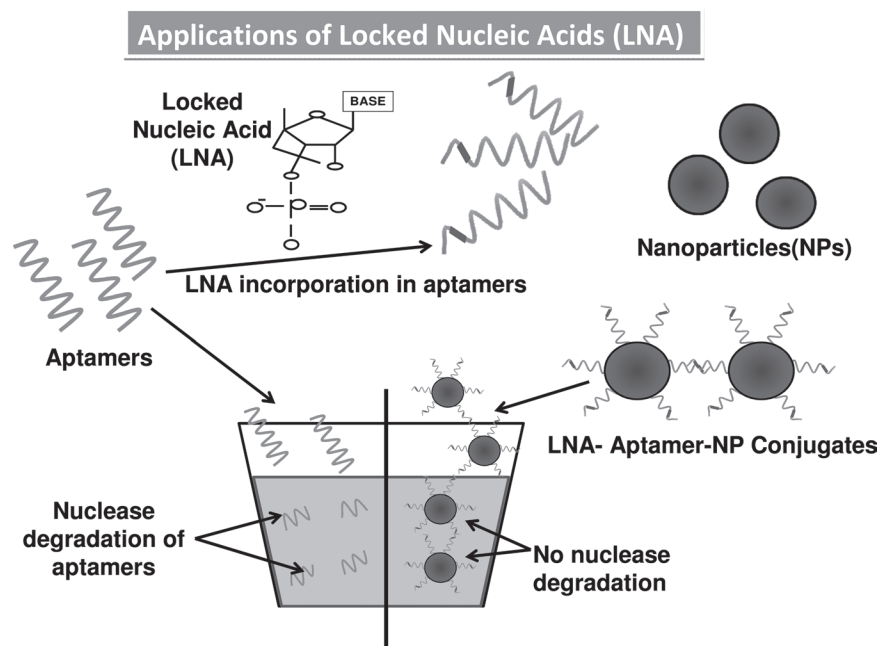 Applications of Locked Nucleic Acids (LNA)
Locked
Nucleic Acid
(LNA)
BASE
O
O
O
O
-
P
O
O
Nanoparticles(NPs)
LNA incorporation in aptamers
Aptamers
LNA- Aptamer-NP Conjugates
Nuclease
degradation of
aptamers
No nuclease
degradation